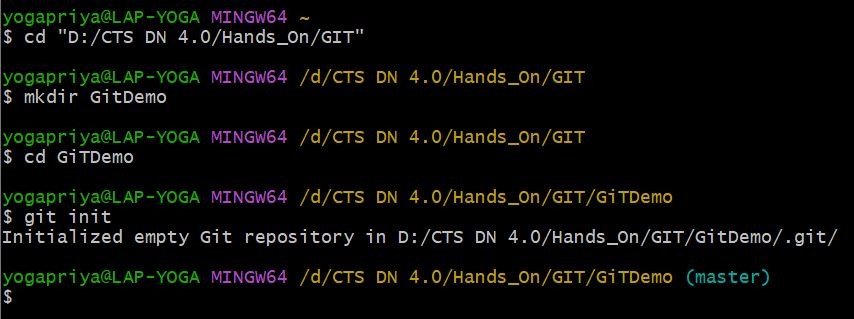 yogapriya@LAP-YOGA MINGW64 ~
$ cd "D:/CTS DN 4.0/Hands_On/GIT"
yogapriya@LAP-YOGA MINGW64 /d/CTS DN 4.0/Hands_On/GIT
$ mkdir GitDemo
yogapriya@LAP-YOGA MINGW64 /d/CTS DN 4.0/Hands_On/GIT
$ cd GiTDemo
yogapriya@LAP-YOGA MINGW64 /d/CTS DN 4.0/Hands_On/GIT/GiTDemo
$ git init
Initialized empty Git repository in D:/CTS DN 4.0/Hands_On/GIT/GitDemo/.git/
yogapriya@LAP-YOGA MINGW64 /d/CTS DN 4.0/Hands_On/GIT/GiTDemo (master)
$